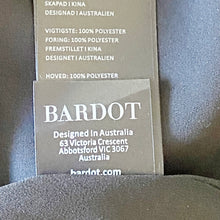 SKAPAD I KINA
DESIGNAD I AUSTRALIEN
VIGTIGSTE: 100% POLYESTER
FORING: 100% POLYESTER
FREMSTILLET I KINA
DESIGNET I AUSTRALIEN
HOVED: 100% POLYESTER
BARDOT
Designed In Australia
63 Victoria Crescent
Abbotsford VIC 3067
Australia
bardot.com